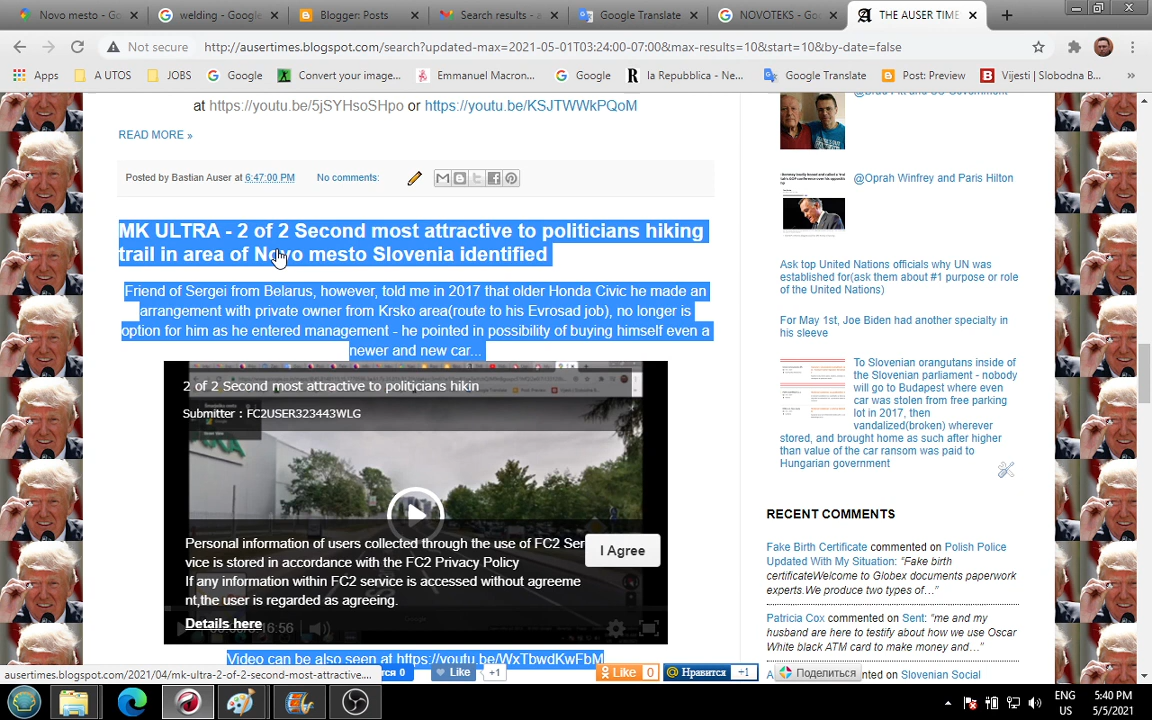 Novo mesto - Go
welding - Google
Blogger: Posts
Search results - a
Google Translate
NOVOTEKS - Go
THE AUSER TIME
Not secure
http://ausertimes.blogspot.com/search?updated-max=2021-05-01T03:24:00-07:00&max-results=10&start=10&by-date=false
Apps
A UTOS
JOBS
Google
Convert your image...
Emmanuel Macron...
Google
la Repubblica - Ne...
Google Translate
Post: Preview
Vijesti | Slobodna B...
at https://youtu.be/5jSYHsoSHpo or https://youtu.be/KSJTWWkPQoM
READ MORE »
Posted by Bastian Auser at 6:47:00 PM No comments:
MK ULTRA - 2 of 2 Second most attractive to politicians hiking
trail in area of Novo mesto Slovenia identified
Friend of Sergei from Belarus, however, told me in 2017 that older Honda Civic he made an
arrangement with private owner from Krsko area(route to his Evrosad job), no longer is
option for him as he entered management - he pointed in possibility of buying himself even a
newer and new car...
2 of 2 Second most attractive to politicians hikin
Submitter : FC2USER323443WLG
Personal information of users collected through the use of FC2 Ser
vice is stored in accordance with the FC2 Privacy Policy
If any information within FC2 service is accessed without agreeme
nt,the user is regarded as agreeing.
I Agree
Details here
16:56
Video can be also seen at https://youtu.be/WxTbwdKwFbM
ausertimes.blogspot.com/2021/04/mk-ultra-2-of-2-second-most-attractive....
0
Like
+1
Like 0
Нравится +1
Поделиться
@Oprah Winfrey and Paris Hilton
Ask top United Nations officials why UN was
established for(ask them about #1 purpose or role
of the United Nations)
For May 1st, Joe Biden had another specialty in
his sleeve
To Slovenian orangutans inside of
the Slovenian parliament - nobody
will go to Budapest where even
car was stolen from free parking
lot in 2017, then
vandalized(broken) wherever
stored, and brought home as such after higher
than value of the car ransom was paid to
Hungarian government
RECENT COMMENTS
Fake Birth Certificate commented on Polish Police
Updated With My Situation: “Fake birth
certificateWelcome to Globex documents paperwork
experts.We produce two types of…”
Patricia Cox commented on Sent: “me and my
husband are here to testify about how we use Oscar
White black ATM card to make money and…”
nted on Slovenian Social
ENG
US
5:40 PM
5/5/2021